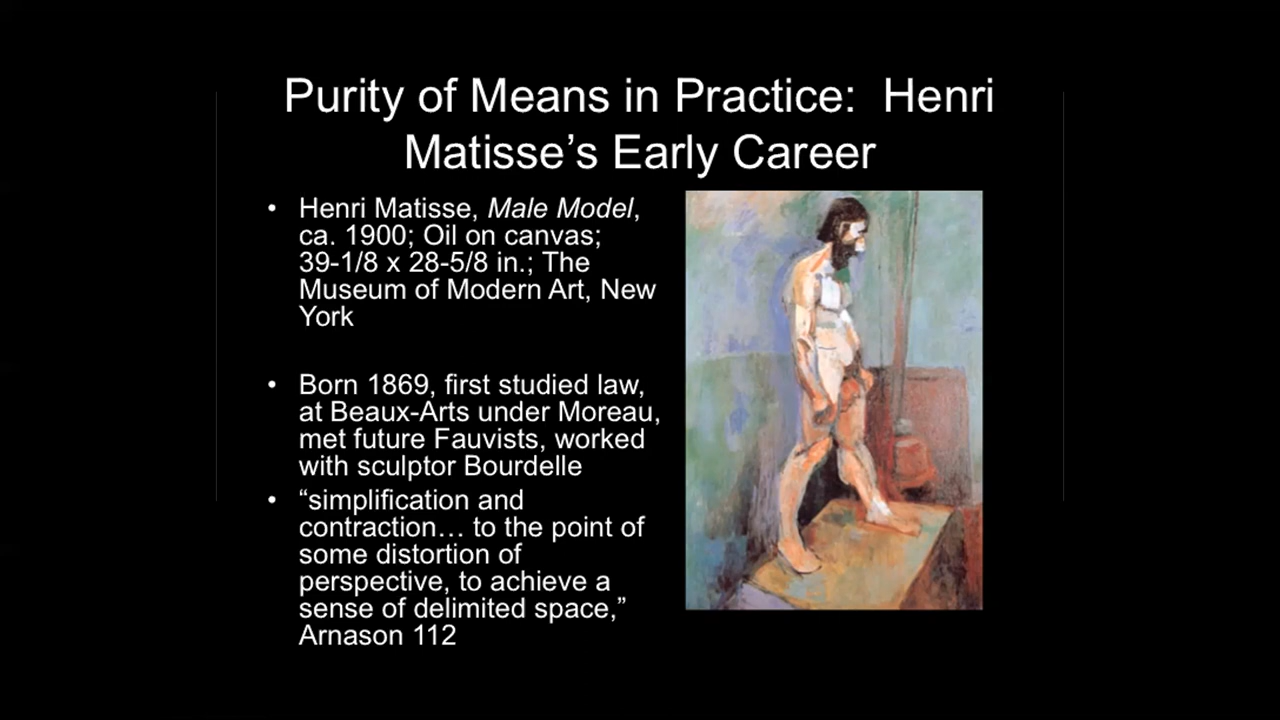 Purity of Means in Practice:  Henri
Matisse’s Early Career
• Henri Matisse, Male Model,
ca. 1900; Oil on canvas;
39-1/8 x 28-5/8 in.; The
Museum of Modern Art, New
York
• Born 1869, first studied law,
at Beaux-Arts under Moreau,
met future Fauvists, worked
with sculptor Bourdelle
• “simplification and
contraction… to the point of
some distortion of
perspective, to achieve a
sense of delimited space,”
Arnason 112